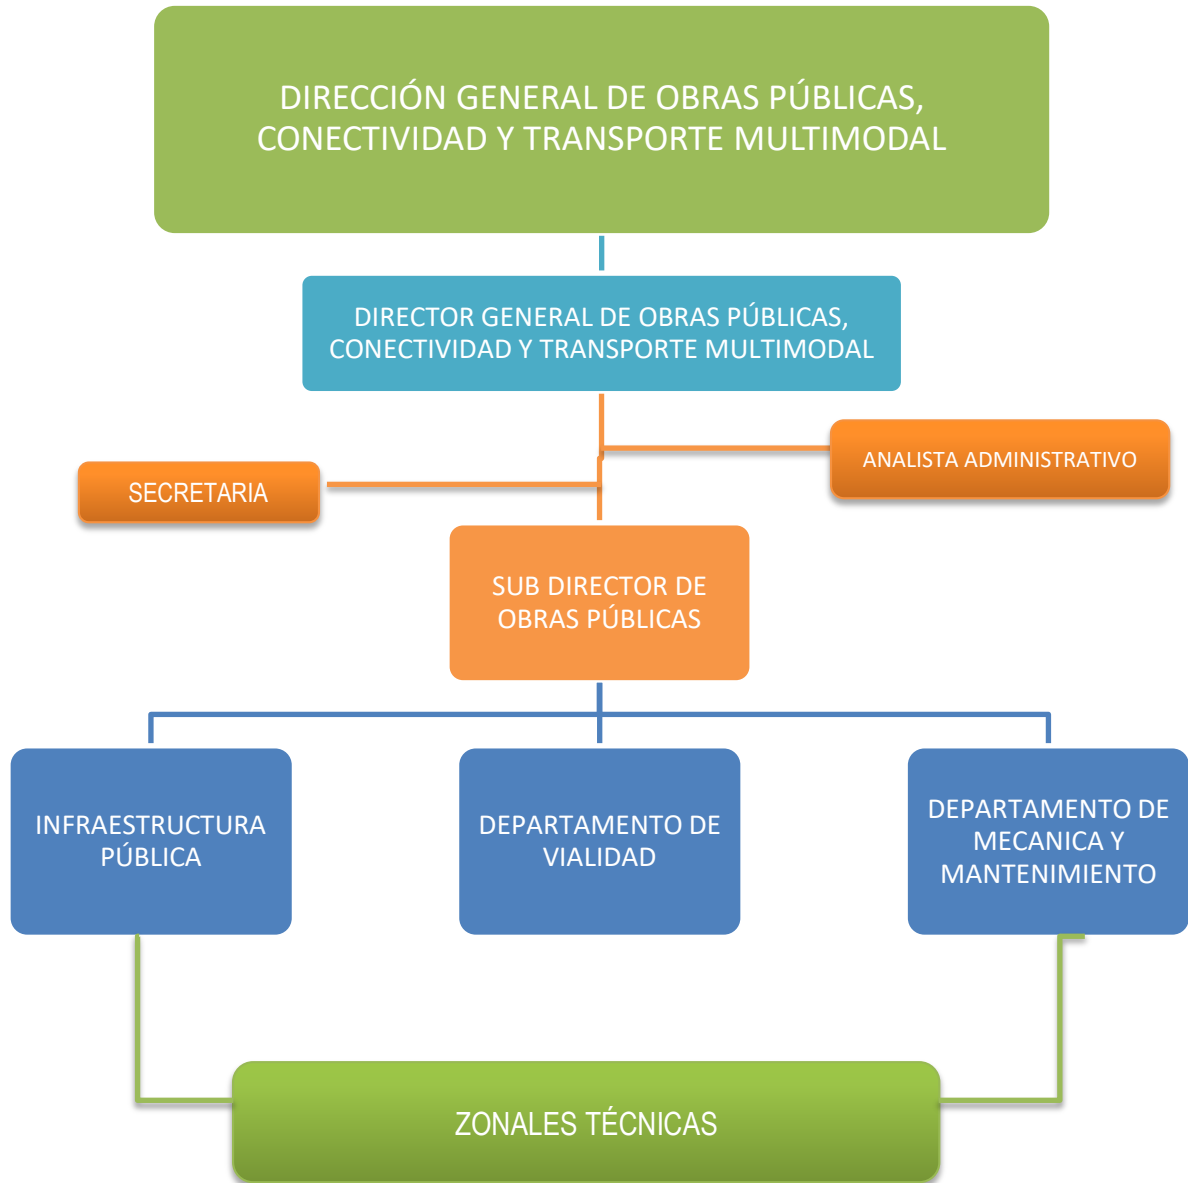 DIRECCIÓN GENERAL DE OBRAS PÚBLICAS,
CONECTIVIDAD Y TRANSPORTE MULTIMODAL
DIRECTOR GENERAL DE OBRAS PÚBLICAS,
CONECTIVIDAD Y TRANSPORTE MULTIMODAL
ANALISTA ADMINISTRATIVO
SECRETARIA
SUB DIRECTOR DE
OBRAS PÚBLICAS
INFRAESTRUCTURA
PÚBLICA
DEPARTAMENTO DE
VIALIDAD
DEPARTAMENTO DE
MECANICA Y
MANTENIMIENTO
ZONALES TÉCNICAS